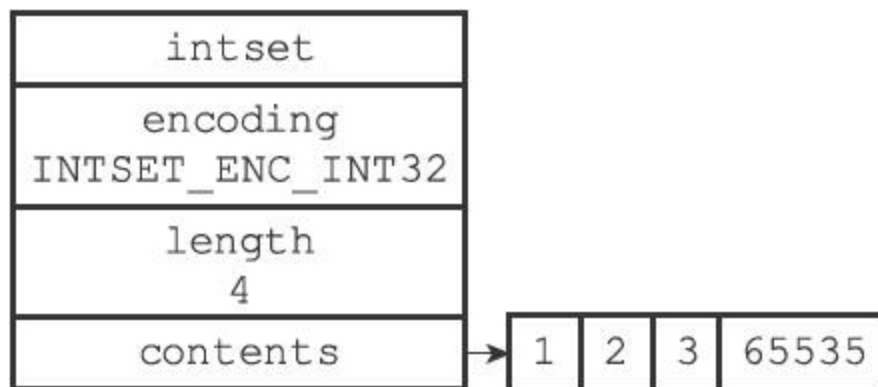 intset
encoding
INTSET_ENC_INT32
length
4
contents
1 2 3 65535